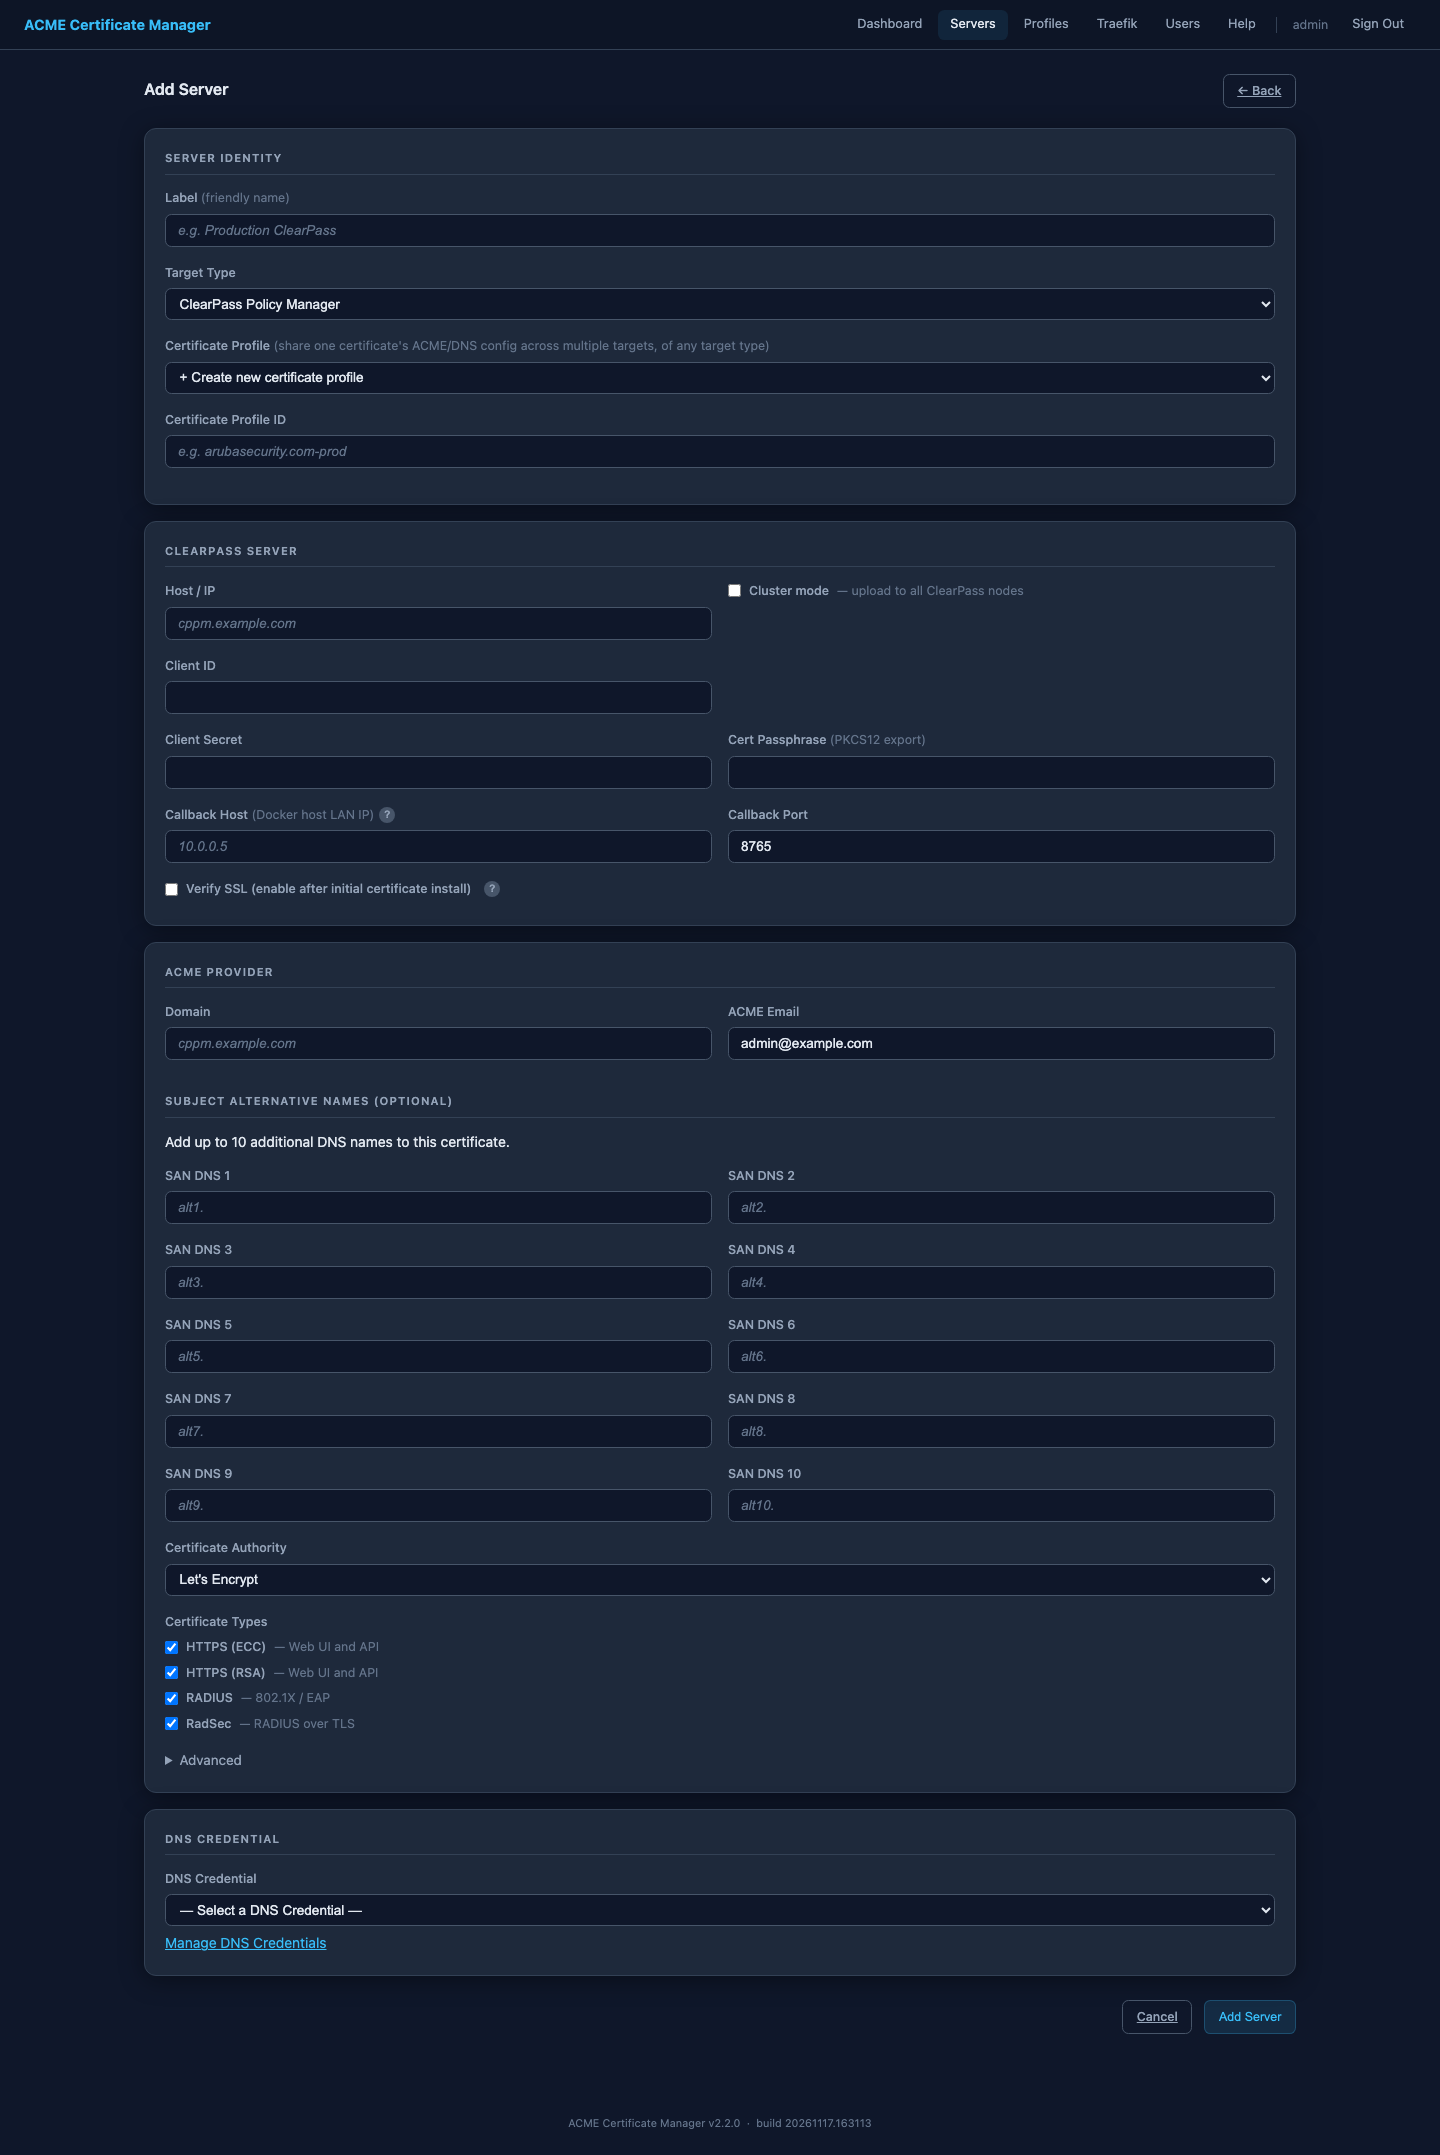 ACME Certificate Manager
Dashboard Servers Profiles Traefik Users Help admin Sign Out
Add Server
← Back
SERVER IDENTITY
Label (friendly name)
e.g. Production ClearPass
Target Type
ClearPass Policy Manager
Certificate Profile (share one certificate's ACME/DNS config across multiple targets, of any target type)
+ Create new certificate profile
Certificate Profile ID
e.g. arubasecurity.com-prod
CLEARPASS SERVER
Host / IP
cppm.example.com
Cluster mode — upload to all ClearPass nodes
Client ID
Client Secret
Cert Passphrase (PKCS12 export)
Callback Host (Docker host LAN IP) ?
10.0.0.5
Callback Port
8765
Verify SSL (enable after initial certificate install) ?
ACME PROVIDER
Domain
cppm.example.com
ACME Email
admin@example.com
SUBJECT ALTERNATIVE NAMES (OPTIONAL)
Add up to 10 additional DNS names to this certificate.
SAN DNS 1
alt1.
SAN DNS 2
alt2.
SAN DNS 3
alt3.
SAN DNS 4
alt4.
SAN DNS 5
alt5.
SAN DNS 6
alt6.
SAN DNS 7
alt7.
SAN DNS 8
alt8.
SAN DNS 9
alt9.
SAN DNS 10
alt10.
Certificate Authority
Let's Encrypt
Certificate Types
HTTPS (ECC) — Web UI and API
HTTPS (RSA) — Web UI and API
RADIUS — 802.1X / EAP
RadSec — RADIUS over TLS
Advanced
DNS CREDENTIAL
DNS Credential
— Select a DNS Credential —
Manage DNS Credentials
Cancel
Add Server
ACME Certificate Manager v2.2.0 · build 20261117.163113